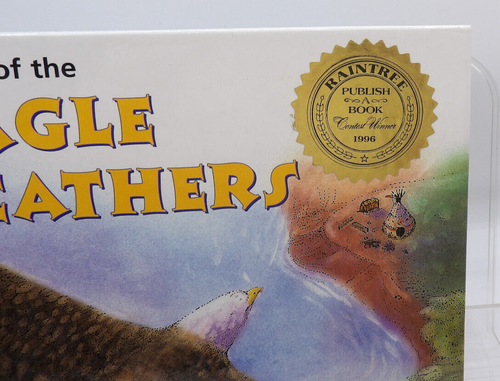 of the
AGLE
EATHERS
RAINTREE
PUBLISH
A
BOOK
Contest Winner
1996